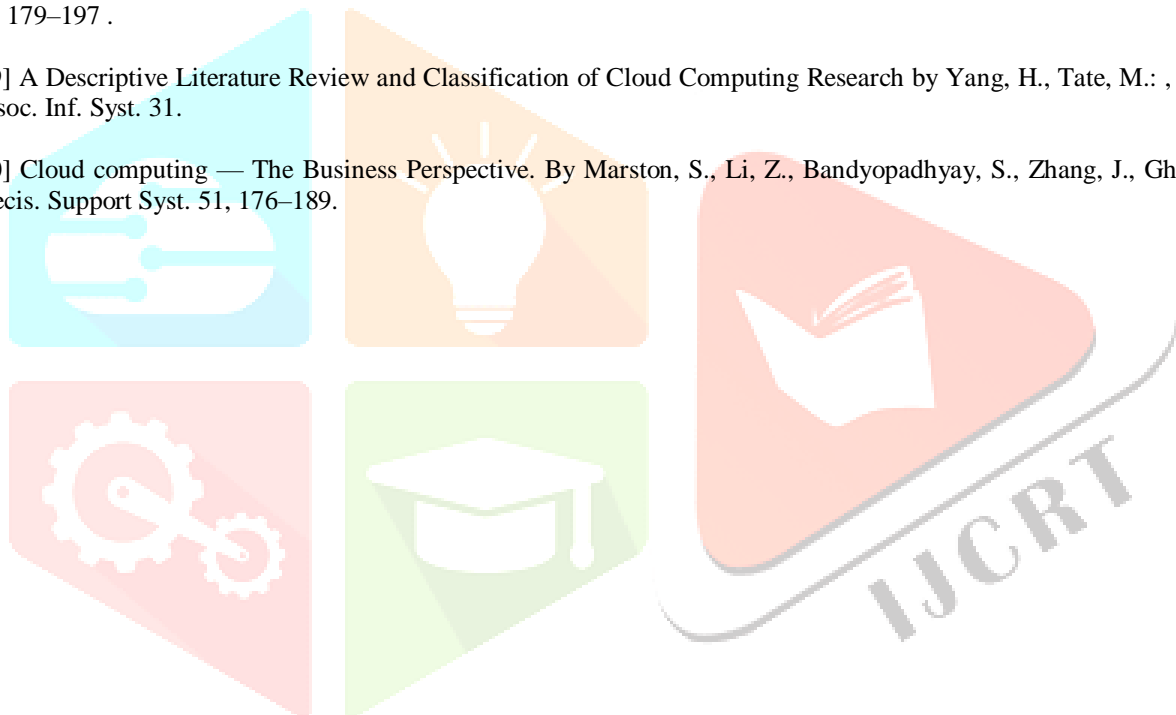 179–197 .
] A Descriptive Literature Review and Classification of Cloud Computing Research by Yang, H., Tate, M.: ,
soc. Inf. Syst. 31.
] Cloud computing — The Business Perspective. By Marston, S., Li, Z., Bandyopadhyay, S., Zhang, J., Gh
ecis. Support Syst. 51, 176–189.
IJCRT